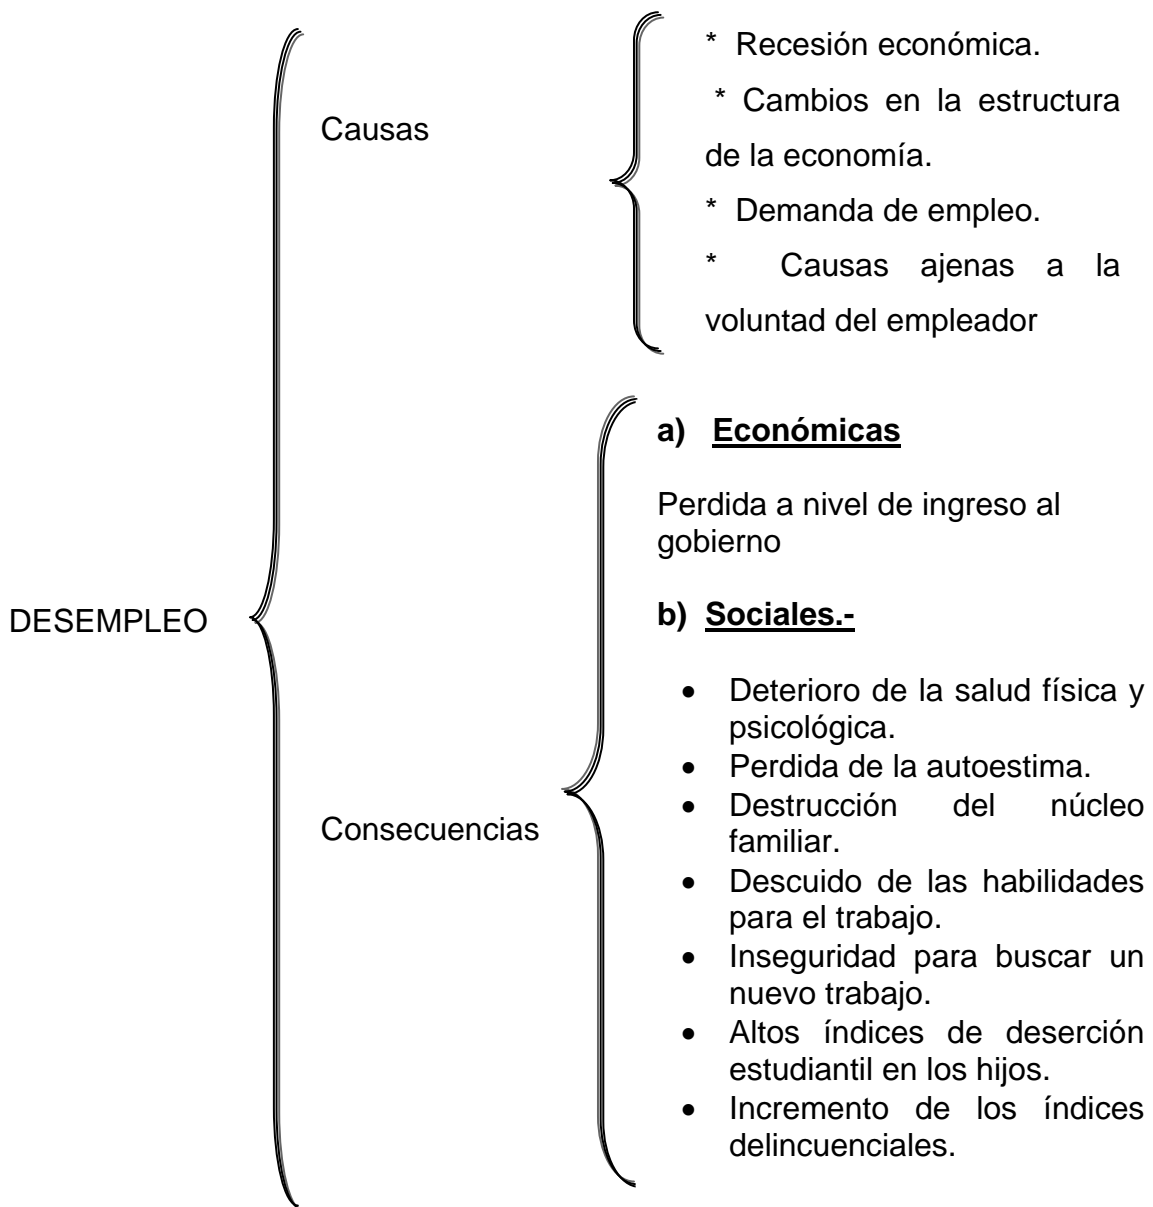 DESEMPLEO
Causas
* Recesión económica.
* Cambios en la estructura
de la economía.
* Demanda de empleo.
* Causas ajenas a la
voluntad del empleador
Consecuencias
a) Económicas
Perdida a nivel de ingreso al
gobierno
b) Sociales.-
• Deterioro de la salud física y
psicológica.
• Perdida de la autoestima.
• Destrucción del núcleo
familiar.
• Descuido de las habilidades
para el trabajo.
• Inseguridad para buscar un
nuevo trabajo.
• Altos índices de deserción
estudiantil en los hijos.
• Incremento de los índices
delincuenciales.